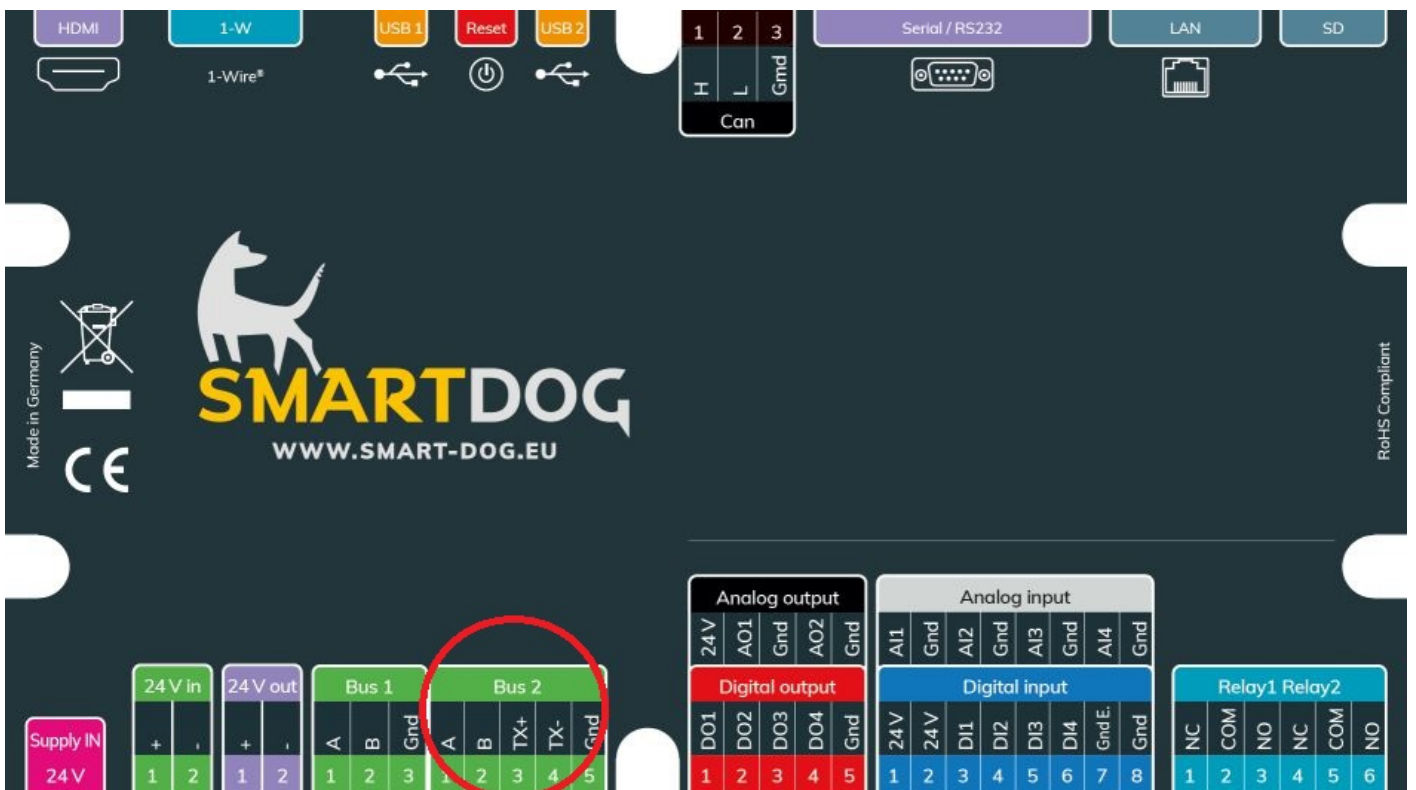 HDMI
1-W
USB 1
Reset
USB 2
1 2 3
Serial / RS232
LAN
SD
1-Wire®
H L Gmd
Can
Made in Germany
CE
SMARTDOG
WWW.SMART-DOG.EU
RoHS Compliant
Analog output
Analog input
24 V AO1 Gnd AO2 Gnd
AI1 Gnd AI2 Gnd AI3 Gnd AI4 Gnd
24 V in
24 V out
Bus 1
Bus 2
Digital output
Digital input
Relay1 Relay2
Supply IN
+ -
+ -
A B Gnd
A B TX+ TX- Gnd
DO1 DO2 DO3 DO4 Gnd
24 V 24 V DI1 DI2 DI3 DI4 Gnd E. Gnd
NC COM NO NC COM NO
24 V
1 2
1 2
1 2 3
1 2 3 4 5
1 2 3 4 5
1 2 3 4 5 6 7 8
1 2 3 4 5 6